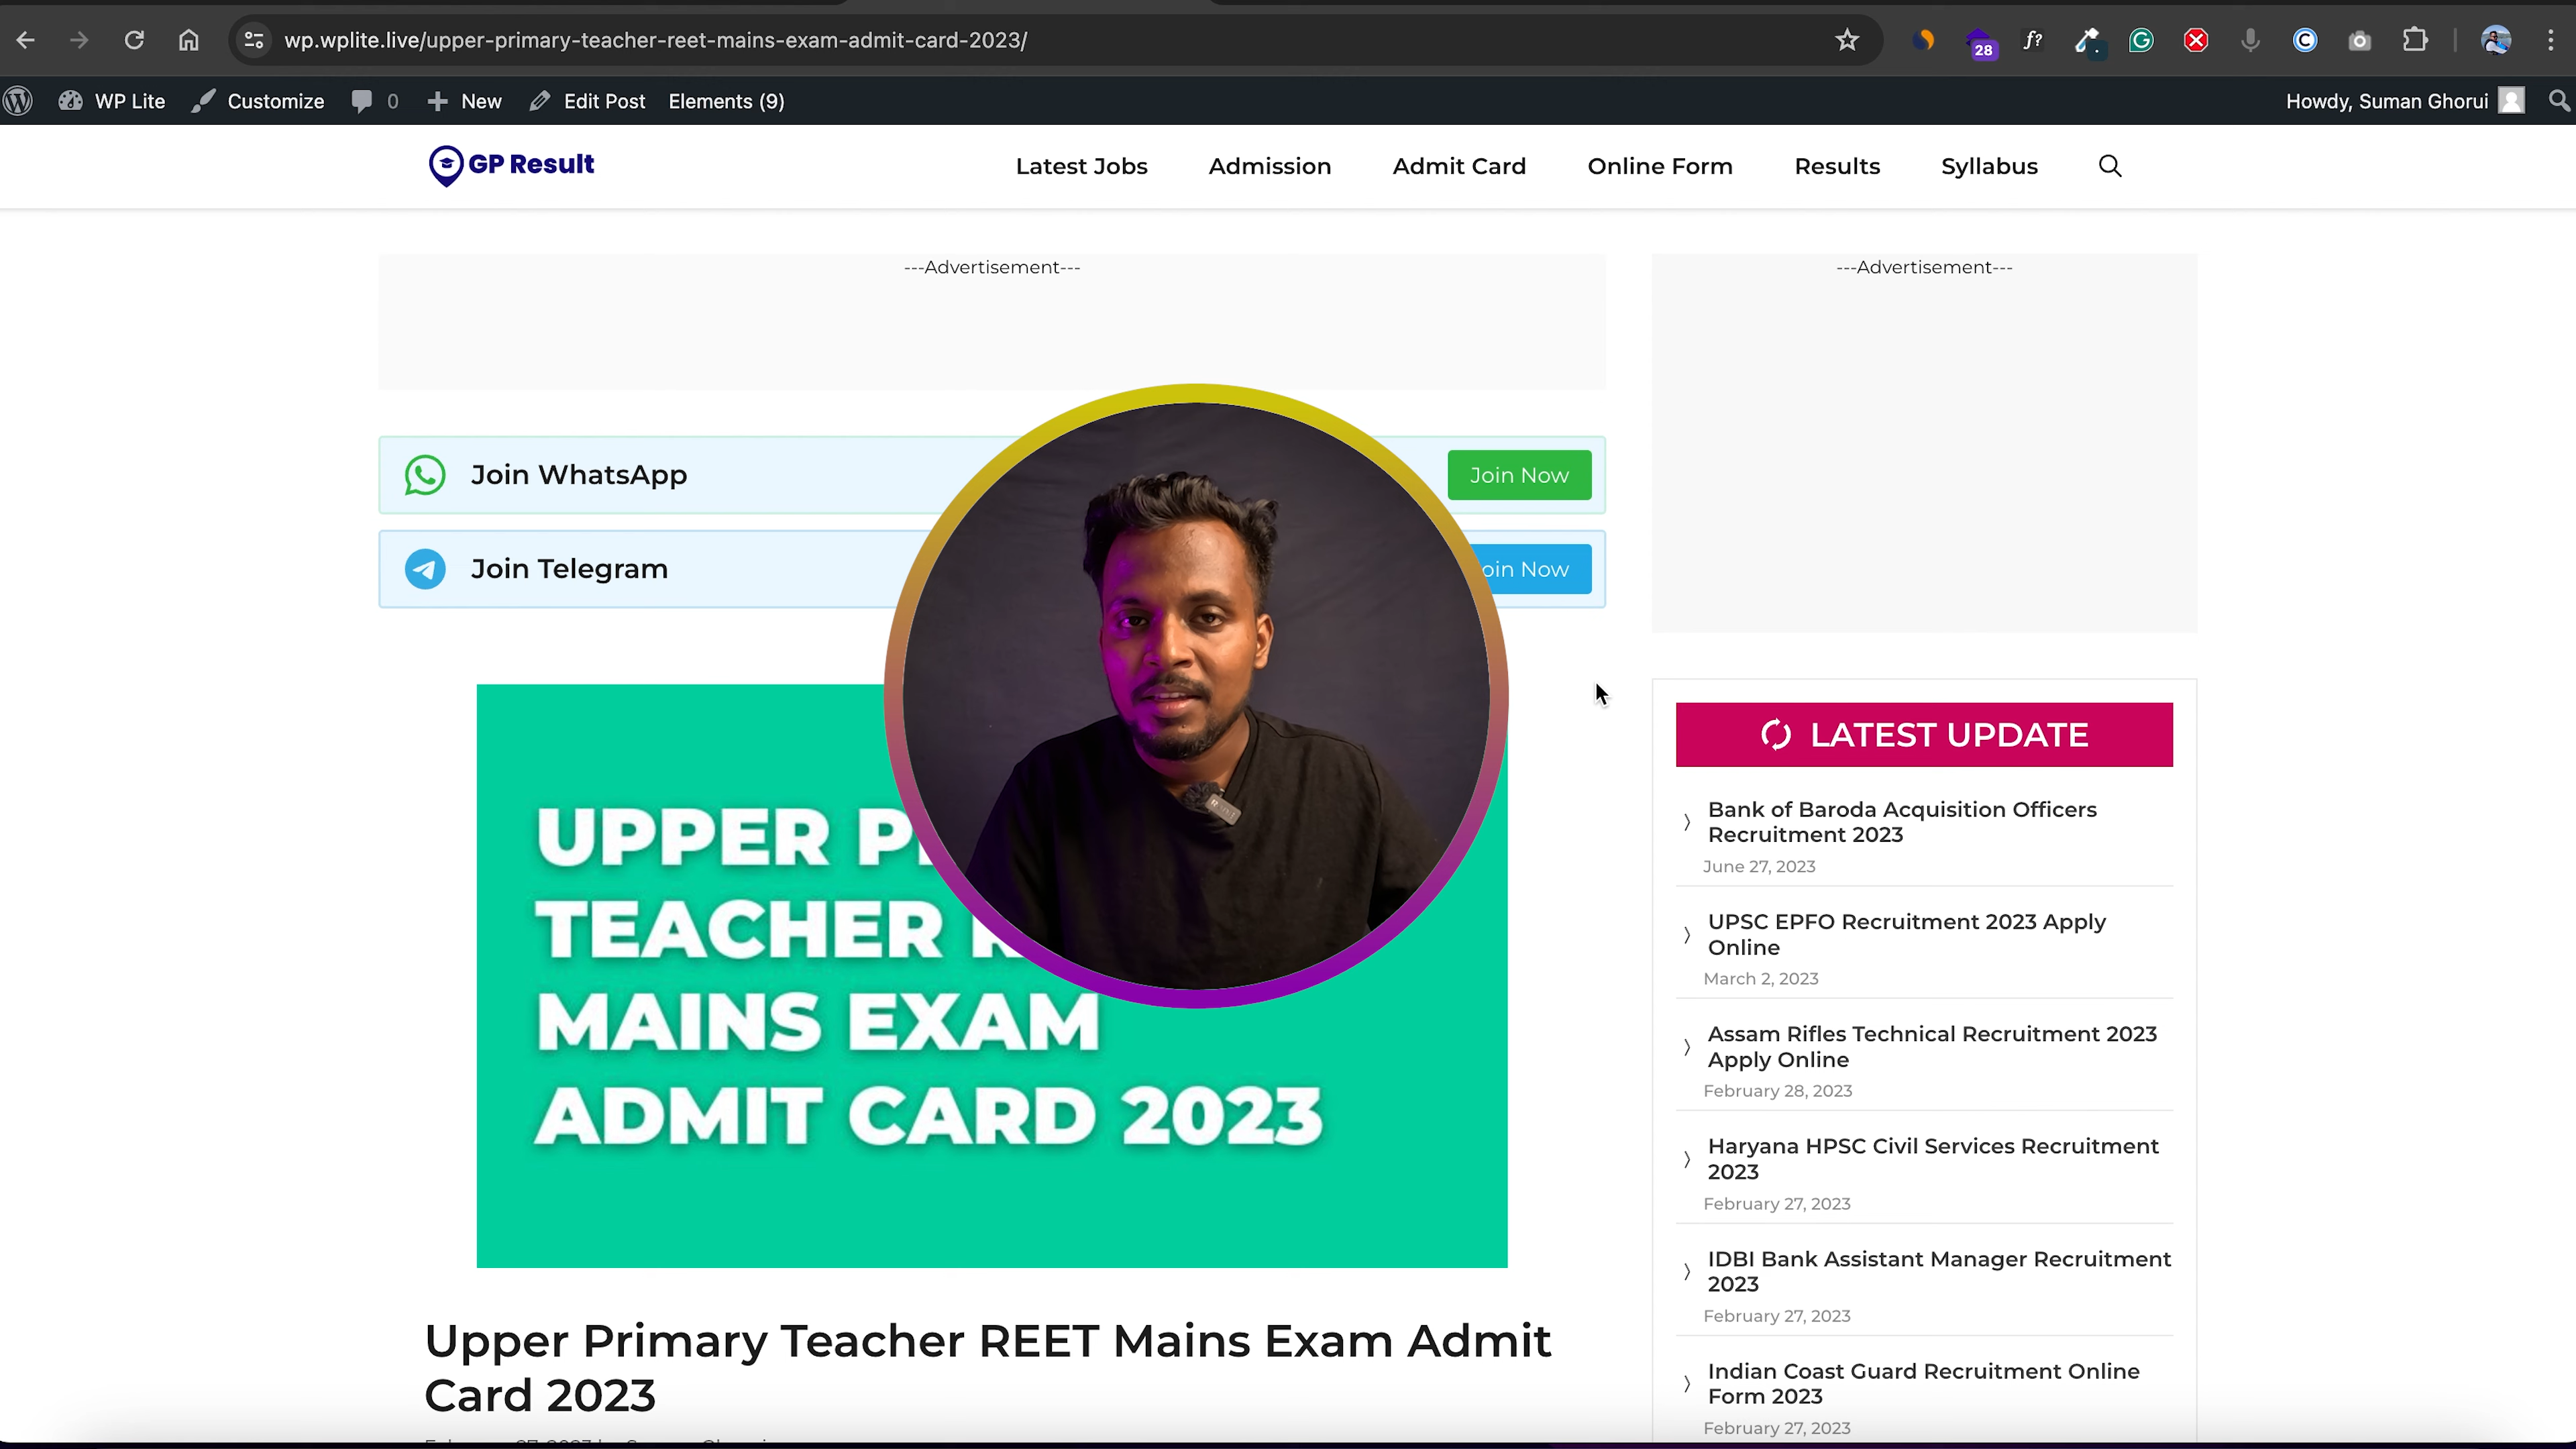 wp.wplite.live/upper-primary-teacher-reet-mains-exam-admit-card-2023/
28
f?
WP Lite
Customize
0
New
Edit Post
Elements (9)
Howdy, Suman Ghorui
GP Result
Latest Jobs
Admission
Admit Card
Online Form
Results
Syllabus
---Advertisement---
---Advertisement---
Join WhatsApp
Join Now
Join Telegram
Join Now
UPPER
TEACHER
MAINS EXAM
ADMIT CARD 2023
Upper Primary Teacher REET Mains Exam Admit
Card 2023
LATEST UPDATE
Bank of Baroda Acquisition Officers
Recruitment 2023
June 27, 2023
UPSC EPFO Recruitment 2023 Apply
Online
March 2, 2023
Assam Rifles Technical Recruitment 2023
Apply Online
February 28, 2023
Haryana HPSC Civil Services Recruitment
2023
February 27, 2023
IDBI Bank Assistant Manager Recruitment
2023
February 27, 2023
Indian Coast Guard Recruitment Online
Form 2023
February 27, 2023